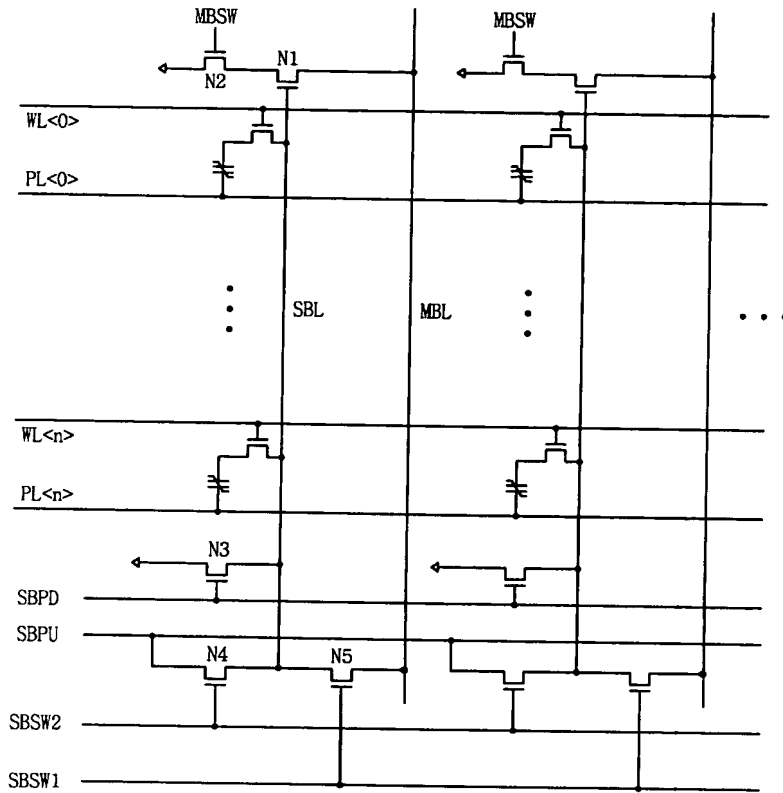 MBSW MBSW
N1
N2
WL<0>
PL<0>
SBL MBL
WL<n>
PL<n>
N3
SBPD
SBPU
N4 N5
SBSW2
SBSW1